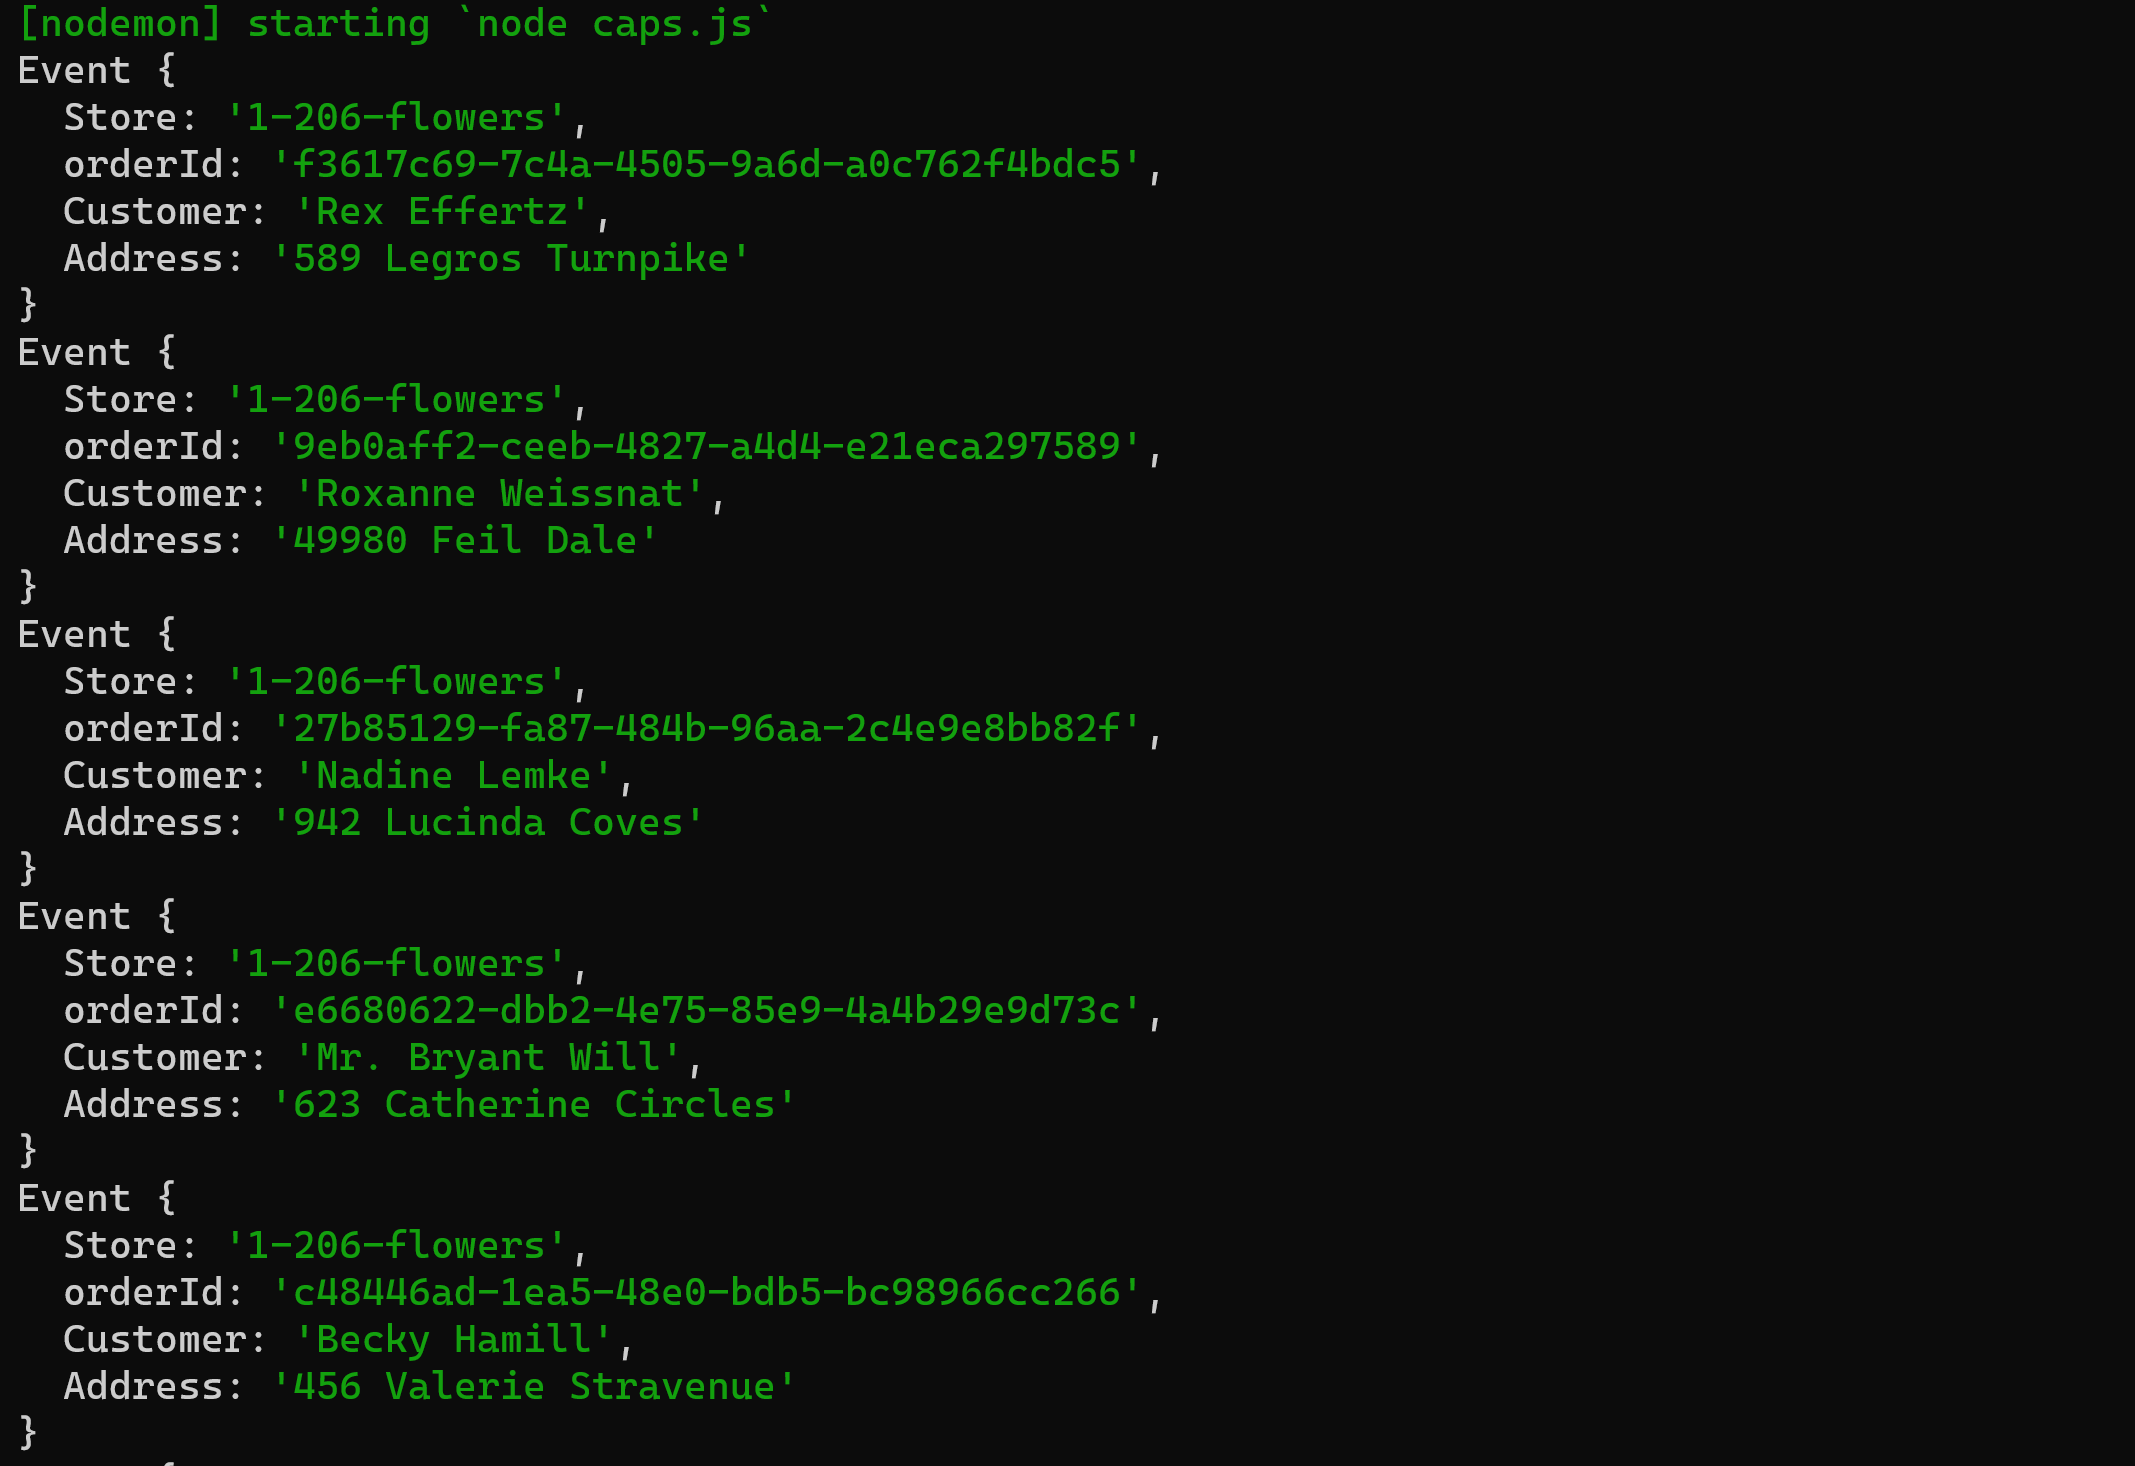 [nodemon] starting `node caps.js`
Event {
  Store: '1-206-flowers',
  orderId: 'f3617c69-7c4a-4505-9a6d-a0c762f4bdc5',
  Customer: 'Rex Effertz',
  Address: '589 Legros Turnpike'
}
Event {
  Store: '1-206-flowers',
  orderId: '9eb0aff2-ceeb-4827-a4d4-e21eca297589',
  Customer: 'Roxanne Weissnat',
  Address: '49980 Feil Dale'
}
Event {
  Store: '1-206-flowers',
  orderId: '27b85129-fa87-484b-96aa-2c4e9e8bb82f',
  Customer: 'Nadine Lemke',
  Address: '942 Lucinda Coves'
}
Event {
  Store: '1-206-flowers',
  orderId: 'e6680622-dbb2-4e75-85e9-4a4b29e9d73c',
  Customer: 'Mr. Bryant Will',
  Address: '623 Catherine Circles'
}
Event {
  Store: '1-206-flowers',
  orderId: 'c48446ad-1ea5-48e0-bdb5-bc98966cc266',
  Customer: 'Becky Hamill',
  Address: '456 Valerie Stravenue'
}